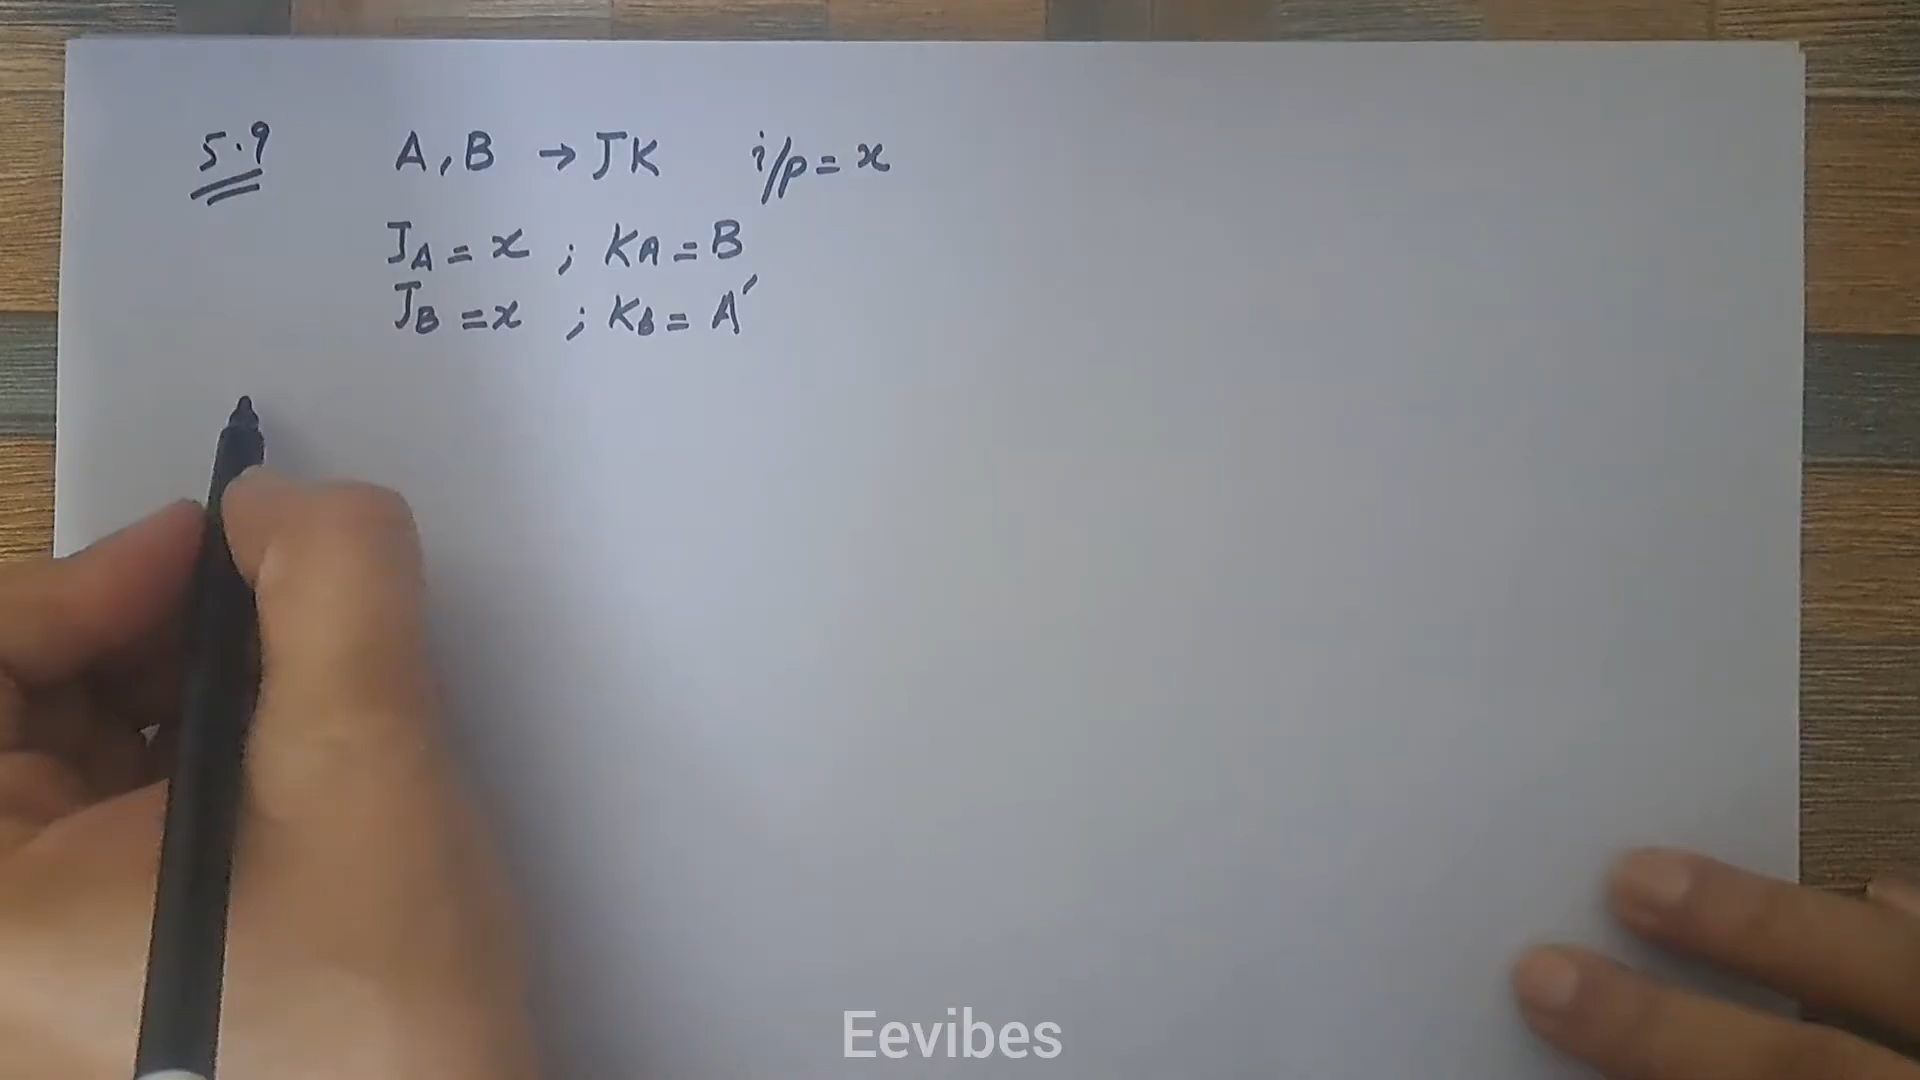 5.9 A, B → JK i/p = x
JA = x ; KA = B
JB = x ; KB = A'
Eevibes